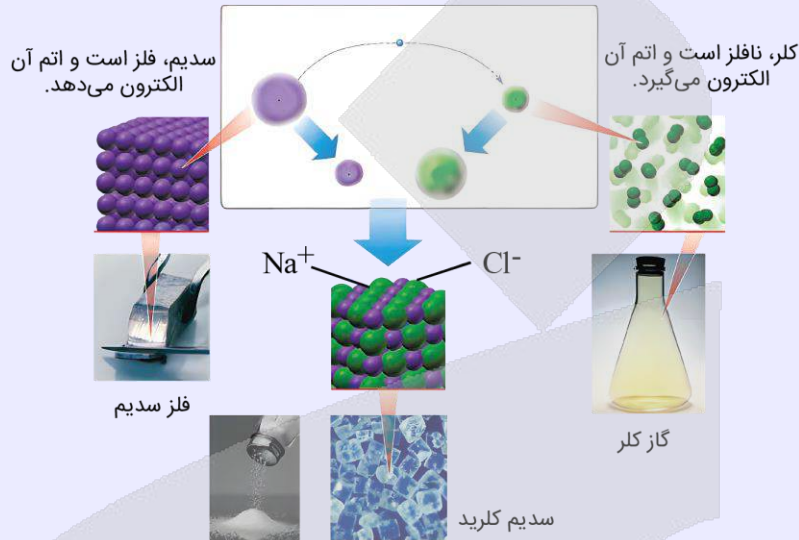 کلر، نافلز است و اتم آن
الکترون می‌گیرد.
سدیم، فلز است و اتم آن
الکترون می‌دهد.
Na+
Cl-
فلز سدیم
گاز کلر
سدیم کلرید